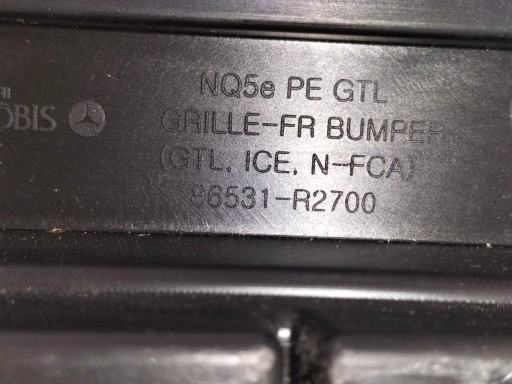 NQ5e PE GTL
GRILLE-FR BUMPER
(GTL, ICE, N-FCA)
86531-R2700